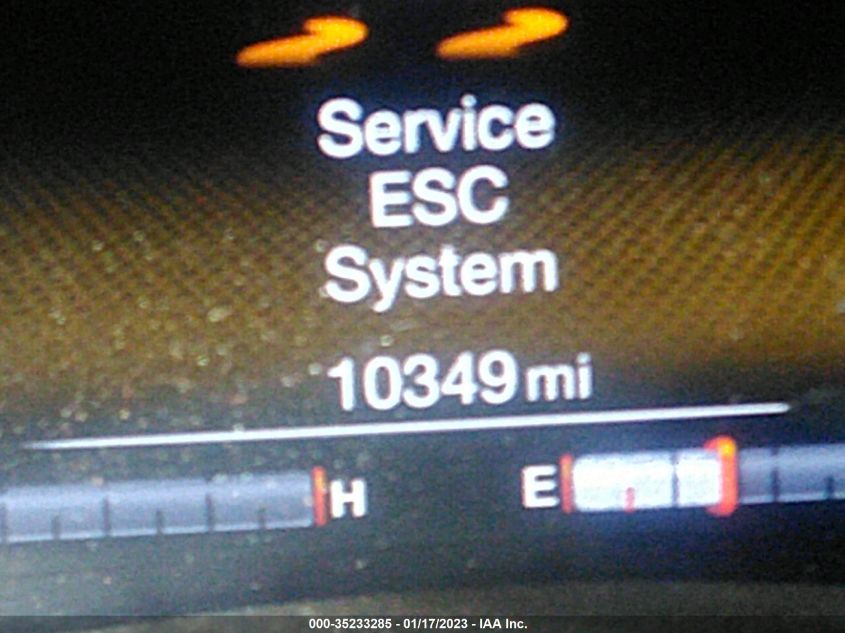 Service
ESC
System
10349 mi
H E
000-35233285 - 01/17/2023 - IAA Inc.